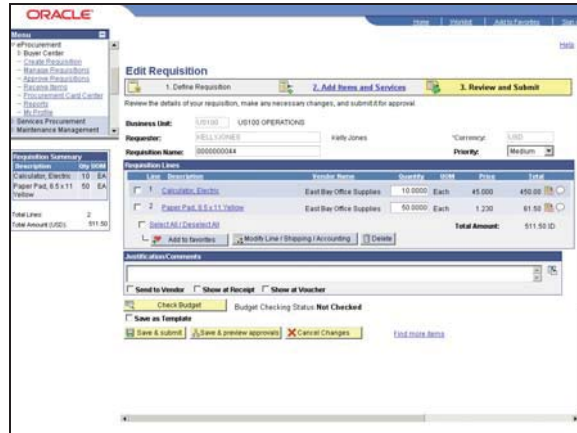 ORACLE
Home | Worklist | Add to Favorites | Sign
Menu
eProcurement
Buyer Center
Create Requisition
Manage Requisitions
Approve Requisitions
Receive Items
Procurement Card Center
Reports
My Profile
Services Procurement
Maintenance Management
Requisition Summary
Description Qty UOM
Calculator, Electric 10 EA
Paper Pad, 8.5 x 11 Yellow 50 EA
Total Lines: 2
Total Amount (USD): 511.50
Help
Edit Requisition
1. Define Requisition 2. Add Items and Services 3. Review and Submit
Review the details of your requisition, make any necessary changes, and submit it for approval.
Business Unit: US100 US100 OPERATIONS
Requester: KELLYJONES Kelly Jones *Currency: USD
Requisition Name: 0000000044 Priority: Medium
Requisition Lines
Line Description Vendor Name Quantity UOM Price Total
1 Calculator, Electric East Bay Office Supplies 10.0000 Each 45.000 450.00
2 Paper Pad, 8.5 x 11 Yellow East Bay Office Supplies 50.0000 Each 1.230 61.50
Select All / Deselect All Total Amount: 511.50
Add to favorites Modify Line / Shipping / Accounting Delete
Justification/Comments
Send to Vendor Show at Receipt Show at Voucher
Check Budget Budget Checking Status Not Checked
Save as Template
Save & submit Save & preview approvals Cancel Changes Find more items